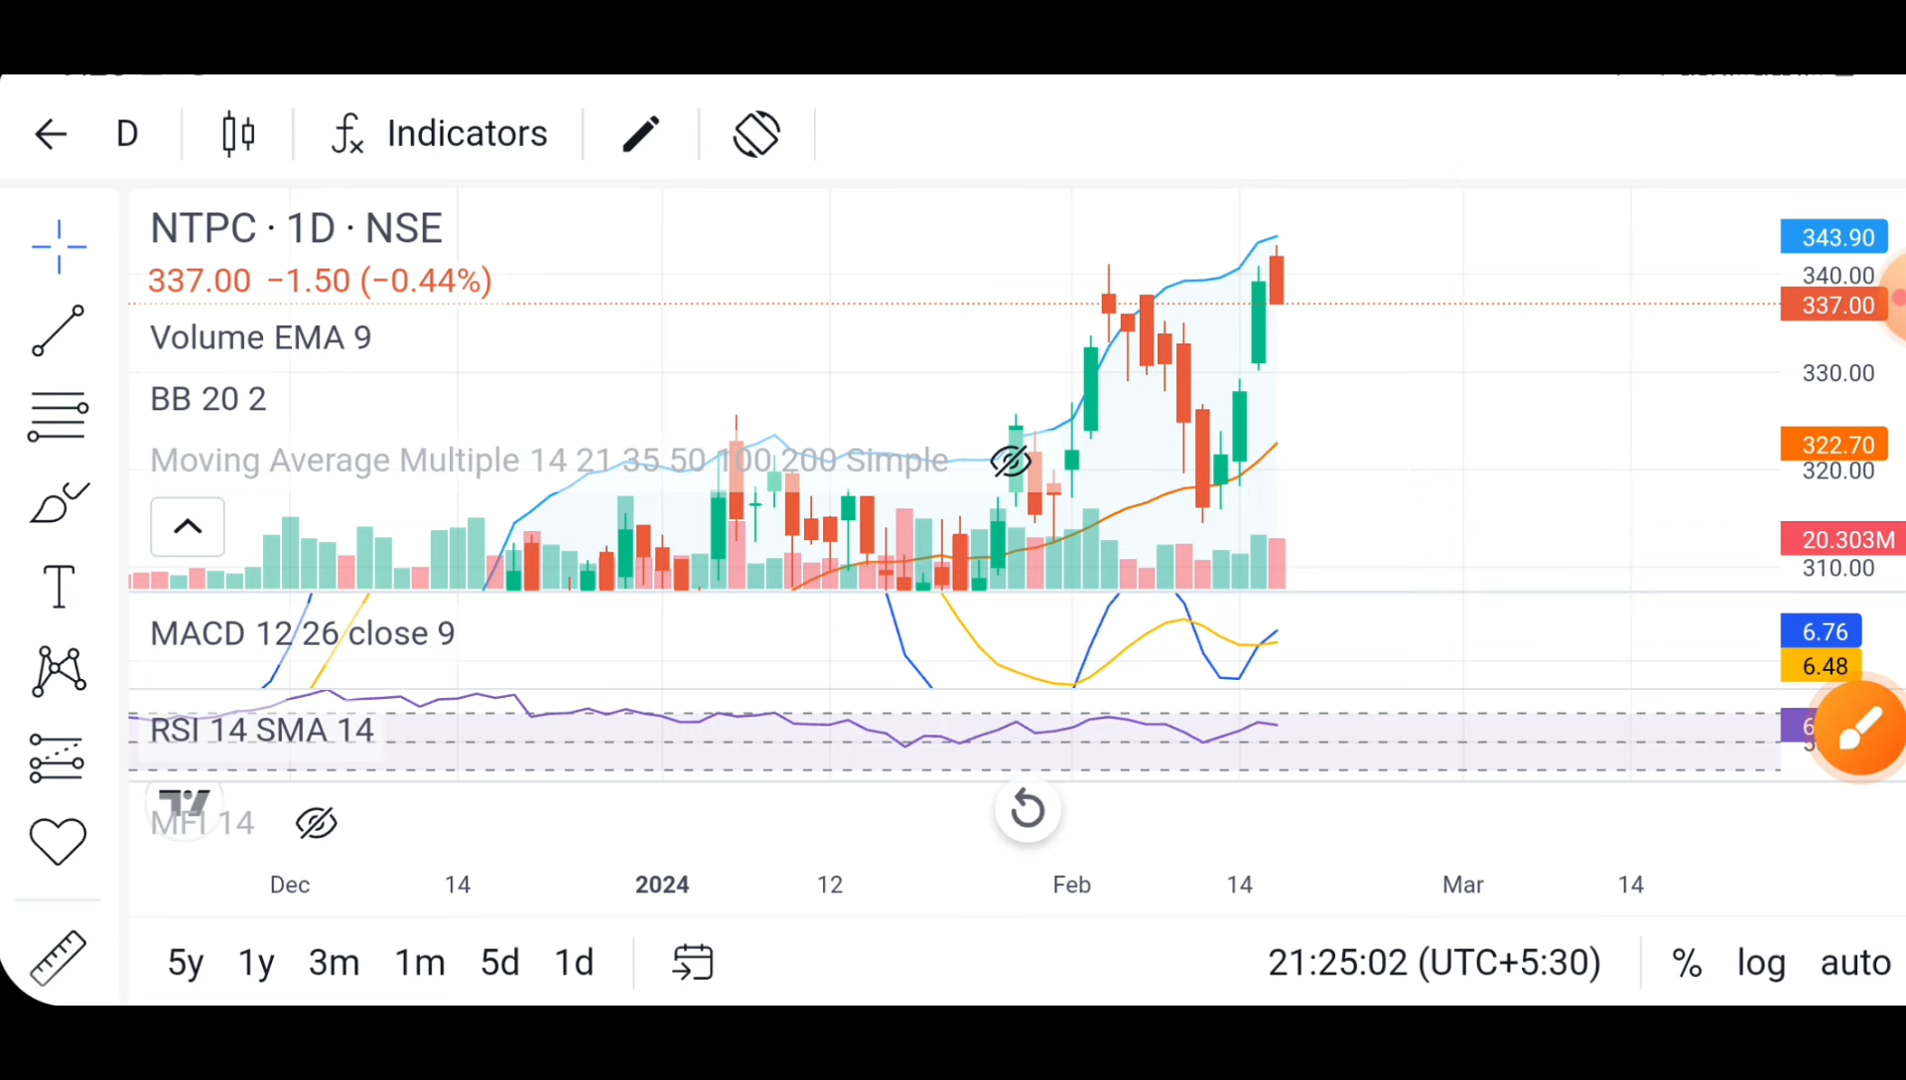 D
Indicators
NTPC · 1D · NSE
337.00 −1.50 (−0.44%)
Volume EMA 9
BB 20 2
Moving Average Multiple 14 21 35 50 100 200 Simple
343.90
340.00
337.00
330.00
322.70
320.00
20.303M
310.00
MACD 12 26 close 9
6.76
6.48
RSI 14 SMA 14
MFI 14
Dec 14 2024 12 Feb 14 Mar 14
5y 1y 3m 1m 5d 1d 21:25:02 (UTC+5:30) % log auto